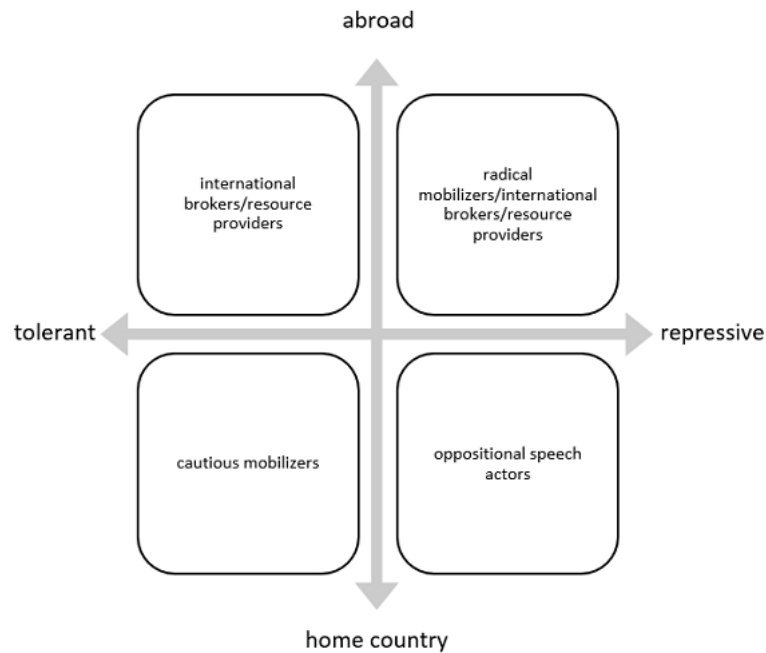 abroad
international
brokers/resource
providers
radical
mobilizers/international
brokers/resource
providers
tolerant
repressive
cautious mobilizers
oppositional speech
actors
home country